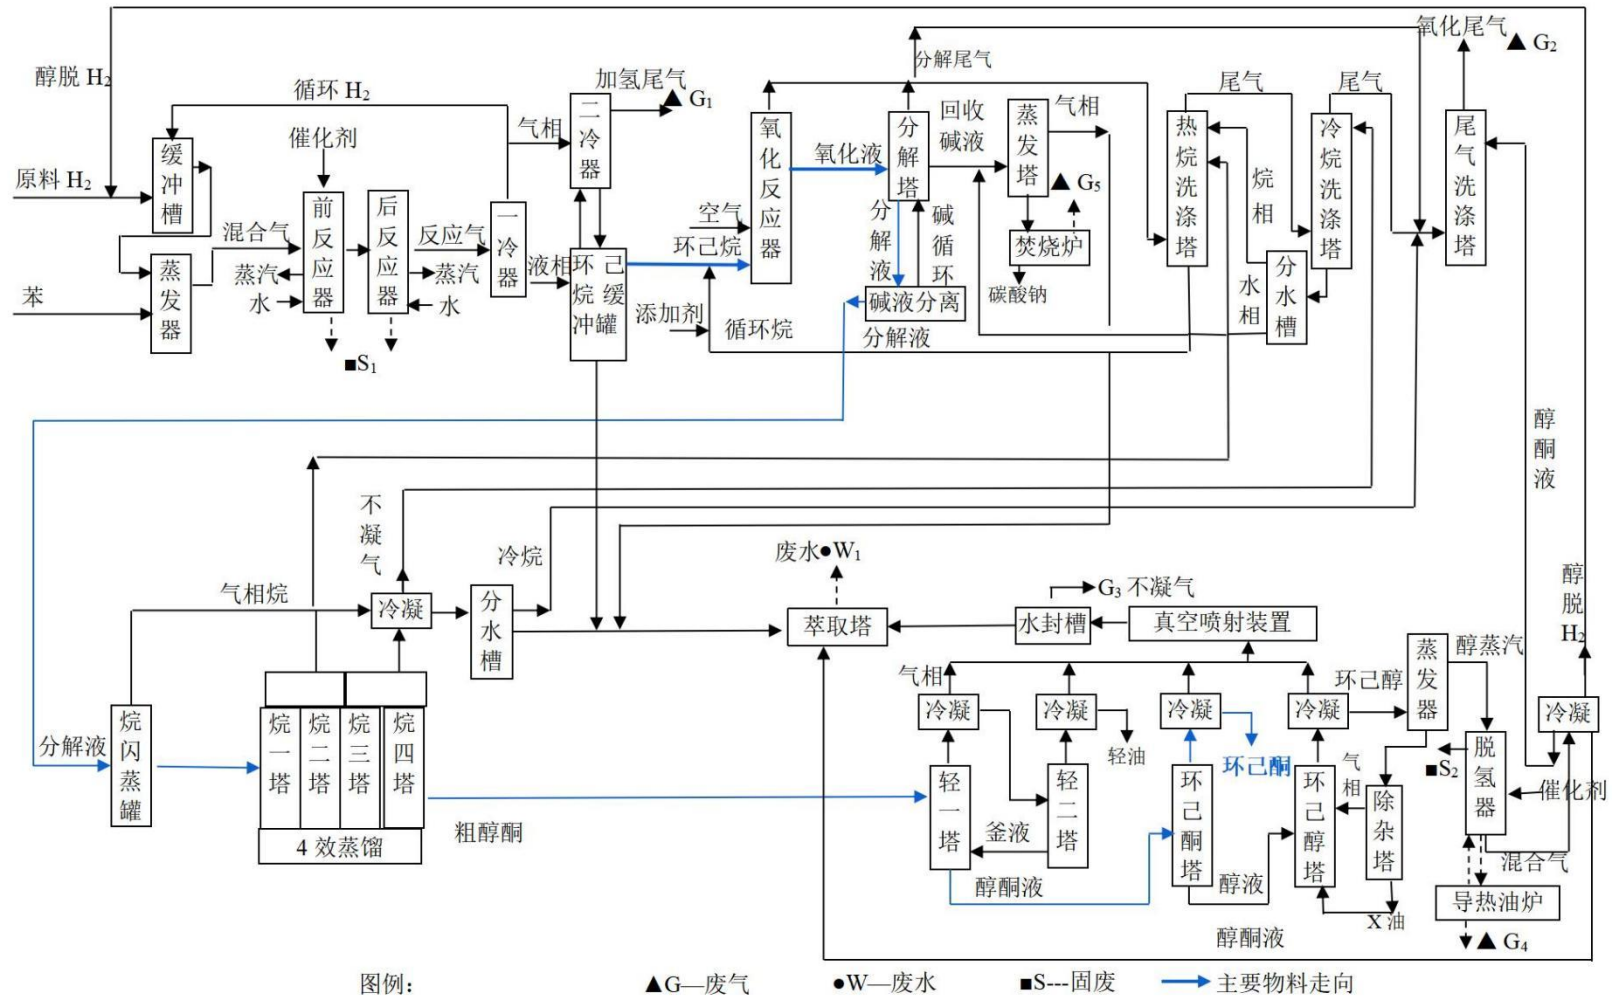 醇脱 H2
循环 H2
催化剂
原料 H2
缓冲槽
混合气
蒸发器
苯
前反应器
后反应器
蒸汽
水
反应气
蒸汽
水
■S1
一冷器
气相
液相
加氢尾气
▲ G1
二冷器
环己烷缓冲罐
添加剂
循环烷
空气
环己烷
氧化反应器
氧化液
分解尾气
分解塔
回收碱液
分解液
碱循环
碱液分离
分解液
蒸发塔
气相
▲ G5
焚烧炉
碳酸钠
热烷洗涤塔
尾气
烷相
水相
分水槽
冷烷洗涤塔
尾气
氧化尾气
▲ G2
尾气洗涤塔
醇酮液
醇脱 H2
不凝气
气相烷
冷凝
冷烷
分水槽
分解液
烷闪蒸罐
烷一塔
烷二塔
烷三塔
烷四塔
4 效蒸馏
粗醇酮
废水●W1
萃取塔
G3 不凝气
水封槽
真空喷射装置
气相
冷凝
冷凝
冷凝
冷凝
轻油
环己酮
轻一塔
釜液
轻二塔
醇酮液
环己酮塔
醇液
环己醇塔
气相
除杂塔
X 油
环己醇
蒸发器
醇蒸汽
■S2
脱氢器
催化剂
冷凝
混合气
导热油炉
▲ G4
醇酮液
图例：
▲G—废气
●W—废水
■S---固废
主要物料走向